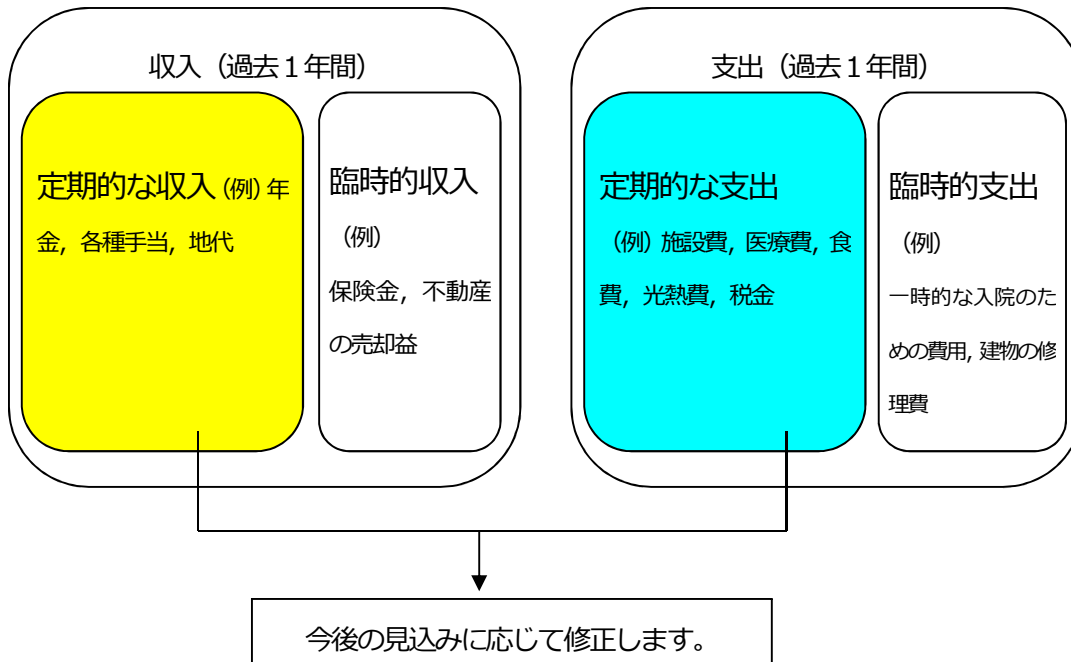 収入（過去１年間）
定期的な収入（例）年
金，各種手当，地代
臨時的収入
（例）
保険金，不動産
の売却益
支出（過去１年間）
定期的な支出
（例）施設費，医療費，食
費，光熱費，税金
臨時的支出
（例）
一時的な入院のた
めの費用，建物の修
理費
今後の見込みに応じて修正します。